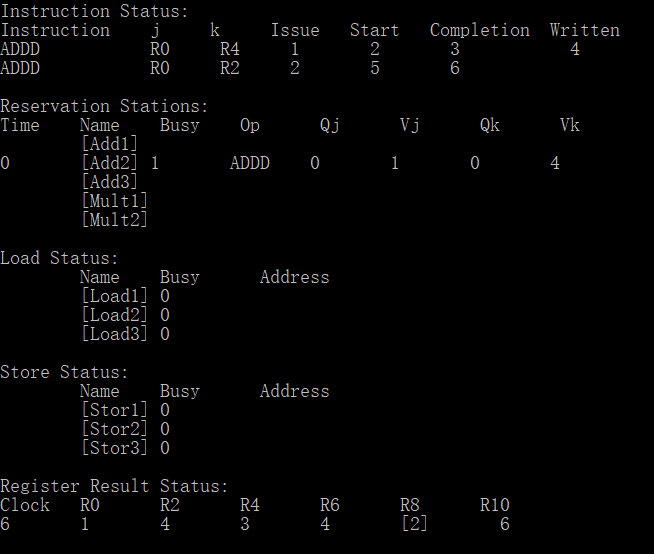 Instruction Status:
Instruction j k Issue Start Completion Written
ADDD R0 R4 1 2 3 4
ADDD R0 R2 2 5 6
Reservation Stations:
Time Name Busy Op Qj Vj Qk Vk
[Add1]
0 [Add2] 1 ADDD 0 1 0 4
[Add3]
[Mult1]
[Mult2]
Load Status:
Name Busy Address
[Load1] 0
[Load2] 0
[Load3] 0
Store Status:
Name Busy Address
[Stor1] 0
[Stor2] 0
[Stor3] 0
Register Result Status:
Clock R0 R2 R4 R6 R8 R10
6 1 4 3 4 [2] 6